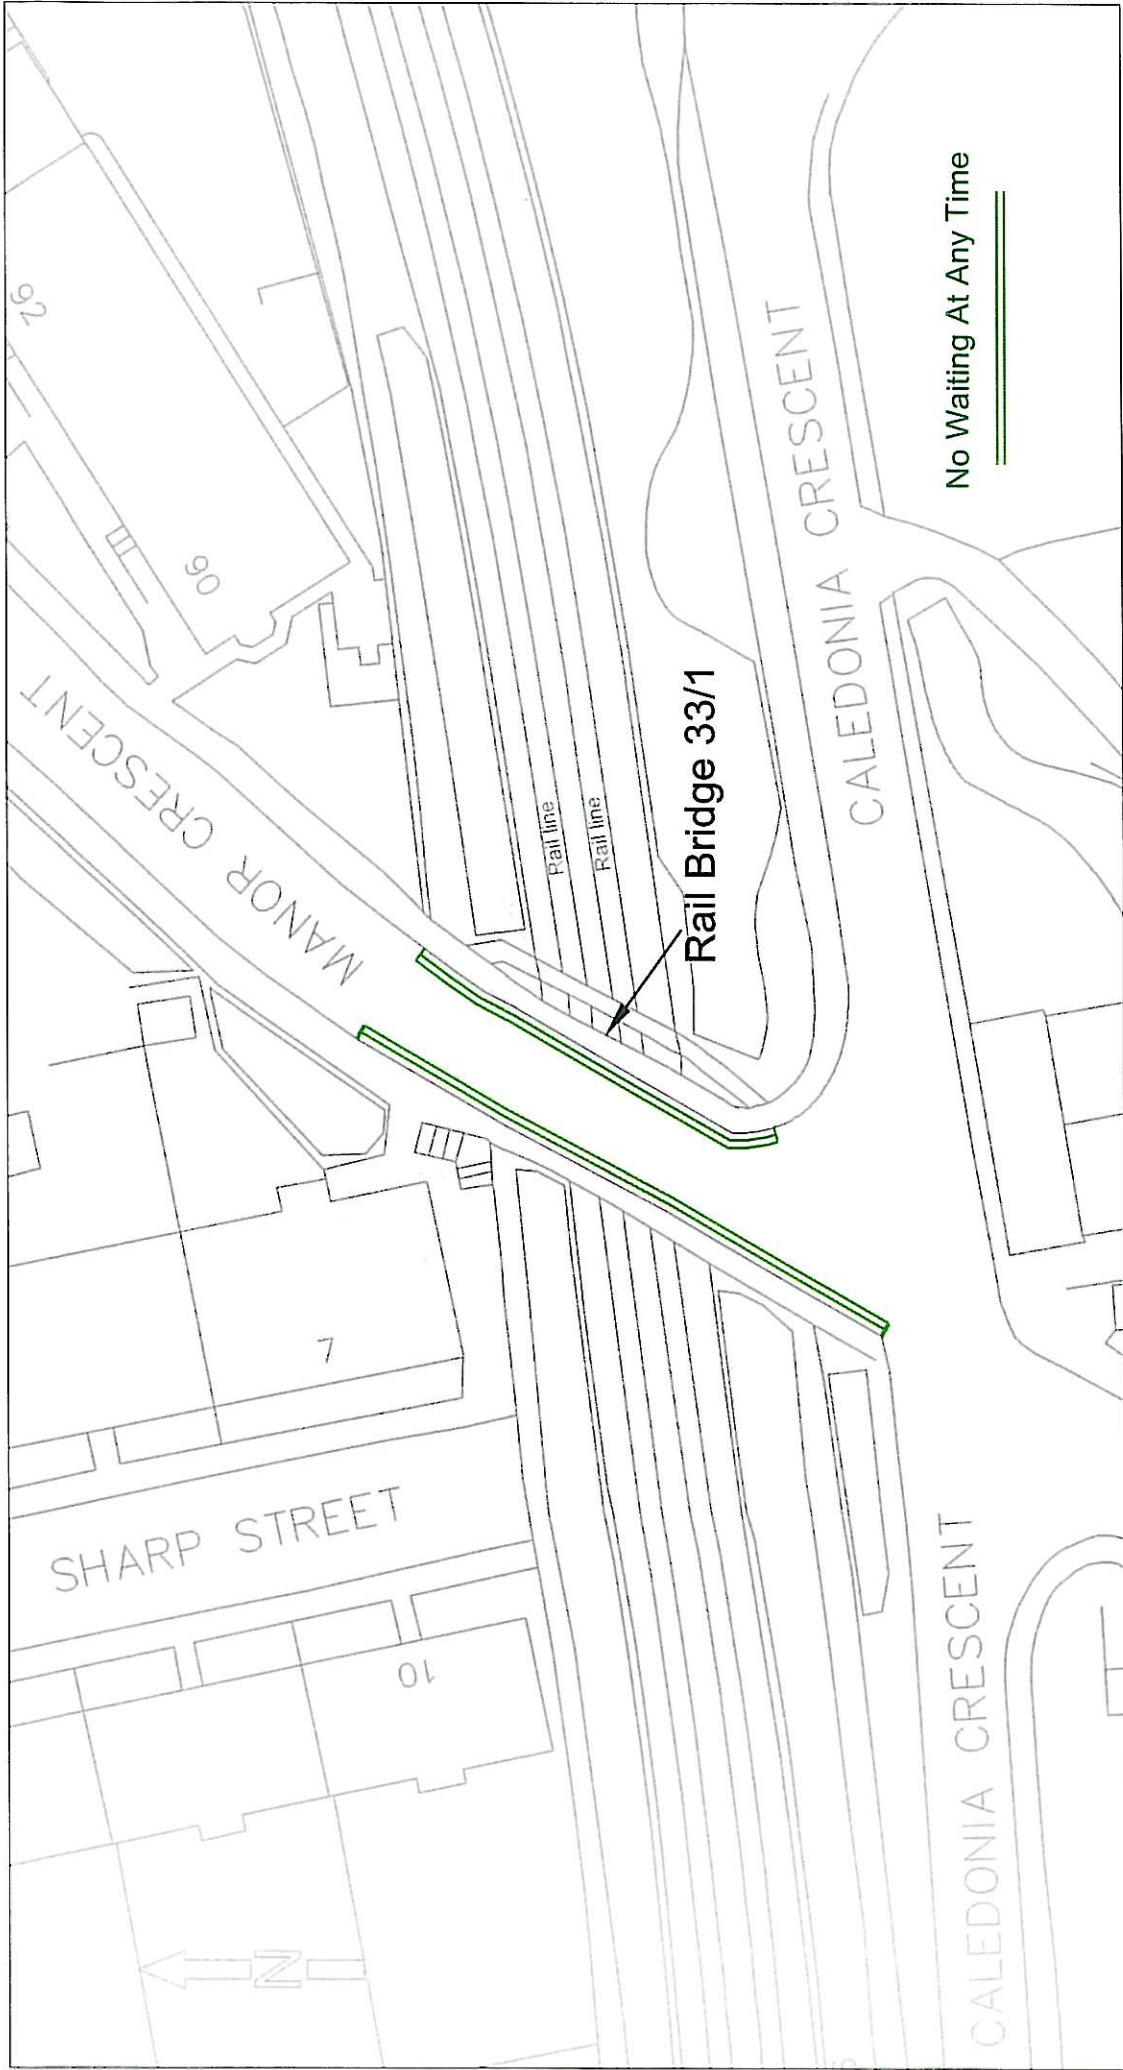 92
90
MANOR CRESCENT
Rail line
Rail line
Rail Bridge 33/1
CALEDONIA CRESCENT
No Waiting At Any Time
7
SHARP STREET
10
N
CALEDONIA CRESCENT